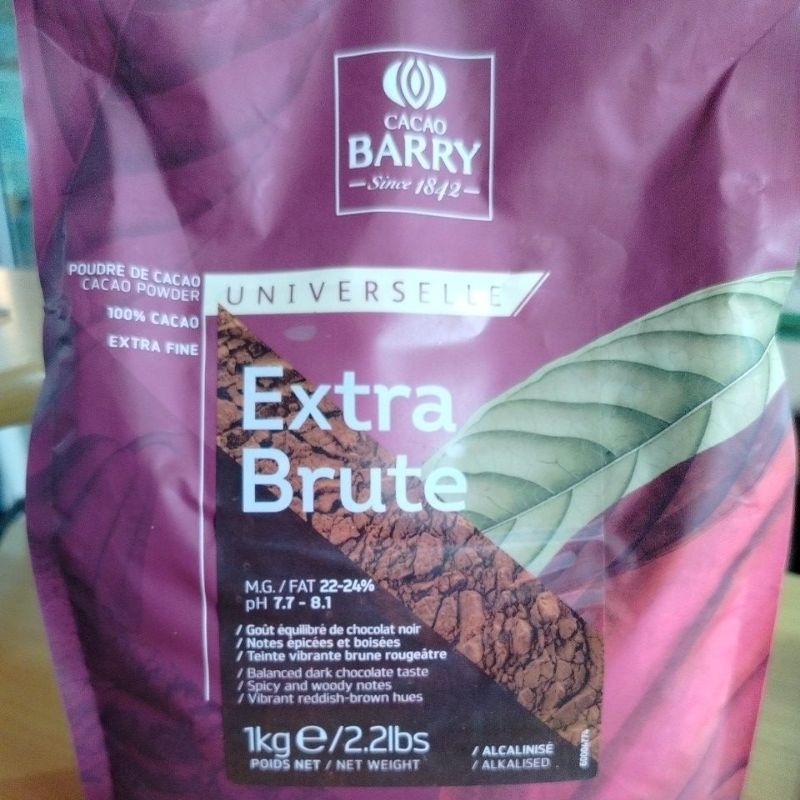 CACAO
BARRY
Since 1842
POUDRE DE CACAO
CACAO POWDER
100% CACAO
EXTRA FINE
UNIVERSELLE
Extra
Brute
M.G. / FAT 22-24%
pH 7.7 - 8.1
/ Goût équilibré de chocolat noir
/ Notes épicées et boisées
/ Teinte vibrante brune rougeâtre
/ Balanced dark chocolate taste
/ Spicy and woody notes
/ Vibrant reddish-brown hues
1kg e/2.2lbs
POIDS NET / NET WEIGHT
/ ALCALINISÉ
/ ALKALISED